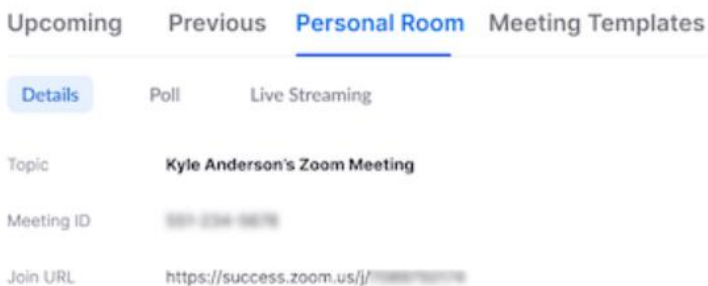 Upcoming Previous Personal Room Meeting Templates
Details Poll Live Streaming
Topic Kyle Anderson's Zoom Meeting
Meeting ID
Join URL https://success.zoom.us/j/